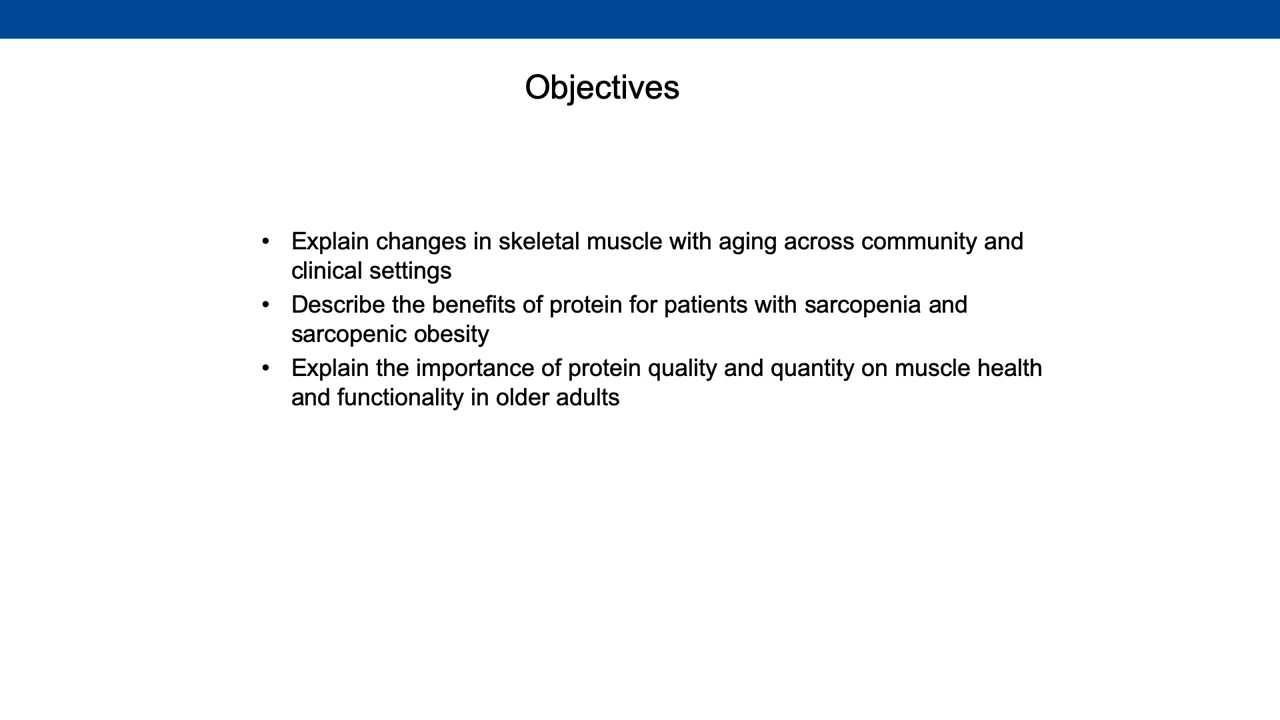 Objectives
• Explain changes in skeletal muscle with aging across community and
clinical settings
• Describe the benefits of protein for patients with sarcopenia and
sarcopenic obesity
• Explain the importance of protein quality and quantity on muscle health
and functionality in older adults